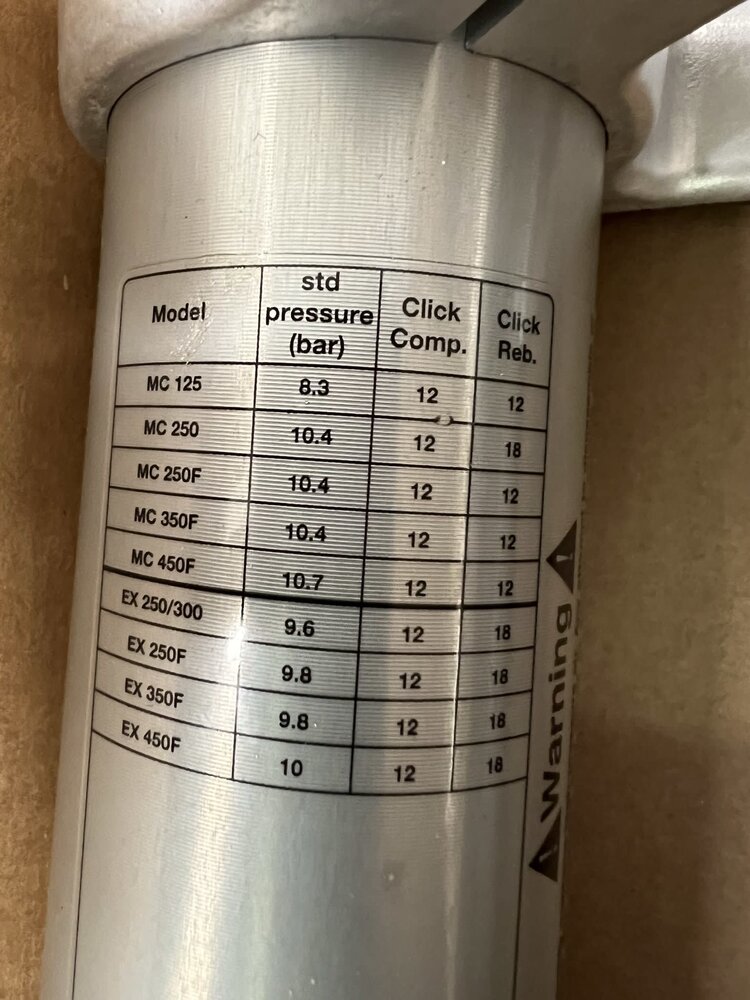 Model std pressure (bar) Click Comp. Click Reb.
MC 125 8.3 12 12
MC 250 10.4 12 18
MC 250F 10.4 12 12
MC 350F 10.4 12 12
MC 450F 10.7 12 12
EX 250/300 9.6 12 18
EX 250F 9.8 12 18
EX 350F 9.8 12 18
EX 450F 10 12 18
Warning